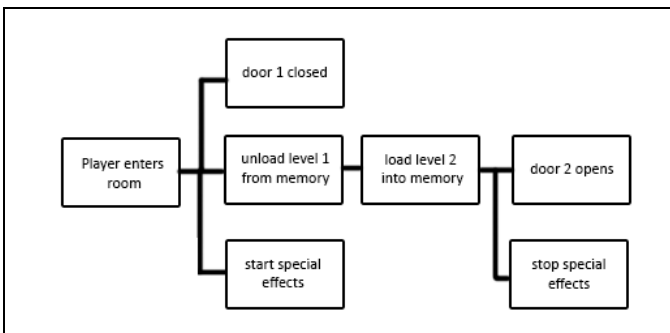 door 1 closed
Player enters
room
unload level 1
from memory
load level 2
into memory
door 2 opens
start special
effects
stop special
effects